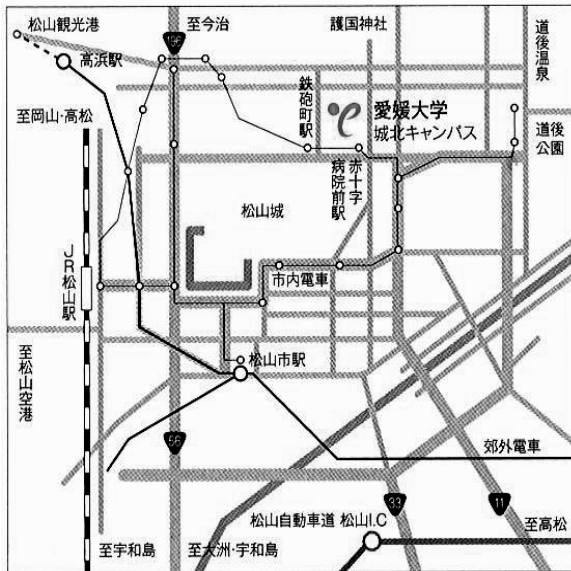 松山観光港
至今治
護国神社
道後温泉
196
高浜駅
鉄砲町駅
愛媛大学
城北キャンパス
至岡山・高松
道後
公園
赤十字
病院前駅
松山城
JR松山駅
市内電車
至松山空港
松山市駅
56
郊外電車
33
11
松山自動車道 松山I.C
至高松
至宇和島
至大洲・宇和島